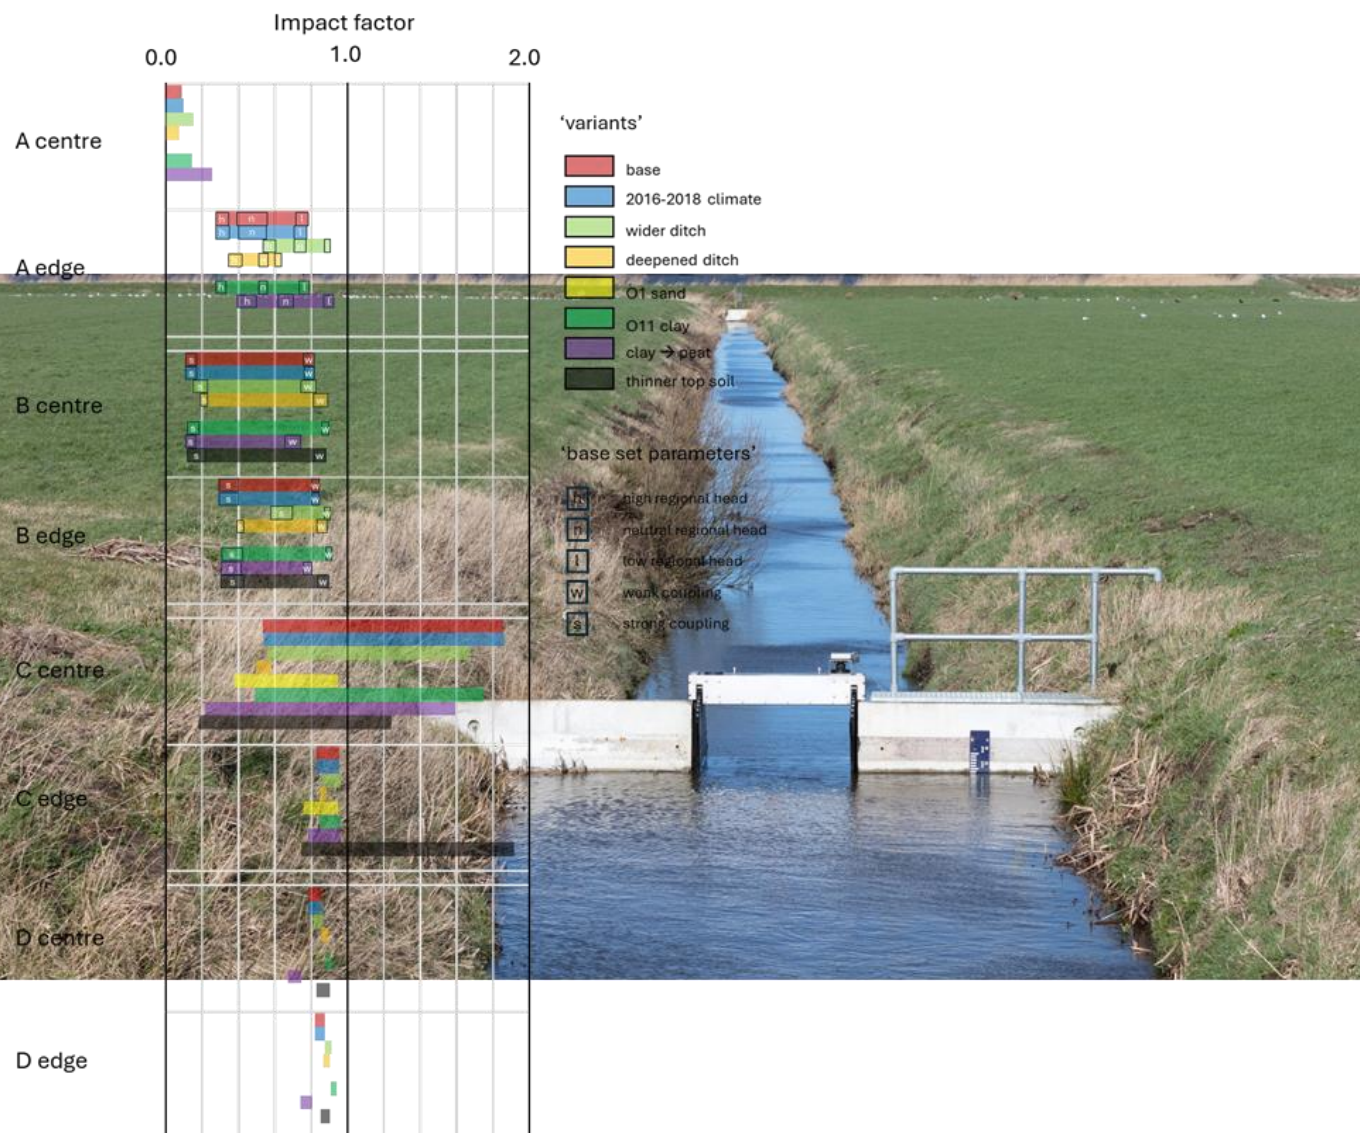 Impact factor
0.0 1.0 2.0
A centre
A edge
h n l
h n l
h n l
h n l
B centre
s w
s w
s w
s w
s w
s w
s w
B edge
s w
s w
s w
s w
s w
s w
s w
C centre
C edge
D centre
D edge
‘variants’
base
2016-2018 climate
wider ditch
deepened ditch
O1 sand
O11 clay
clay → peat
thinner top soil
‘base set parameters’
h high regional head
n neutral regional head
l low regional head
w weak coupling
s strong coupling